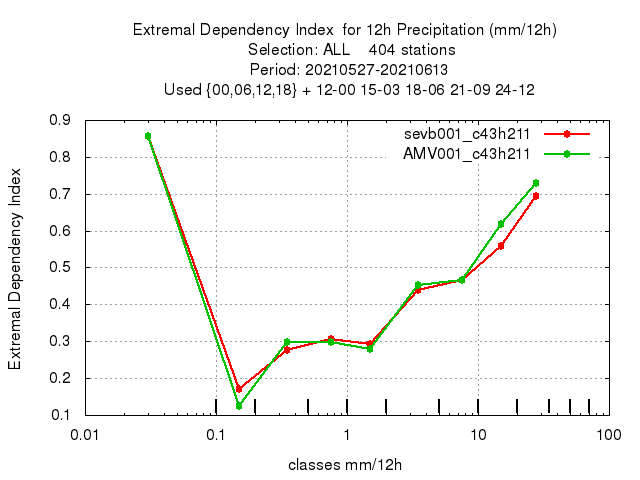 Extremal Dependency Index  for 12h Precipitation (mm/12h)
Selection: ALL    404 stations
Period: 20210527-20210613
Used {00,06,12,18} + 12-00 15-03 18-06 21-09 24-12
sevb001_c43h211
AMV001_c43h211
Extremal Dependency Index
0.9
0.8
0.7
0.6
0.5
0.4
0.3
0.2
0.1
0.01
0.1
1
10
100
classes mm/12h